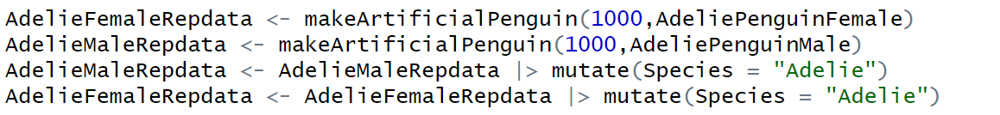 AdelieFemaleRepdata <- makeArtificialPenguin(1000,AdeliePenguinFemale)
AdelieMaleRepdata <- makeArtificialPenguin(1000,AdeliePenguinMale)
AdelieMaleRepdata <- AdelieMaleRepdata |> mutate(Species = "Adelie")
AdelieFemaleRepdata <- AdelieFemaleRepdata |> mutate(Species = "Adelie")